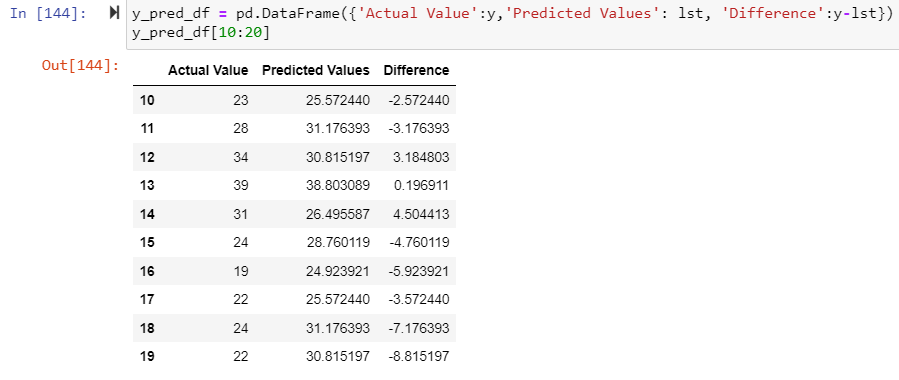 In [144]: y_pred_df = pd.DataFrame({'Actual Value':y,'Predicted Values': lst, 'Difference':y-lst})
y_pred_df[10:20]
Out[144]:
Actual Value Predicted Values Difference
10 23 25.572440 -2.572440
11 28 31.176393 -3.176393
12 34 30.815197 3.184803
13 39 38.803089 0.196911
14 31 26.495587 4.504413
15 24 28.760119 -4.760119
16 19 24.923921 -5.923921
17 22 25.572440 -3.572440
18 24 31.176393 -7.176393
19 22 30.815197 -8.815197